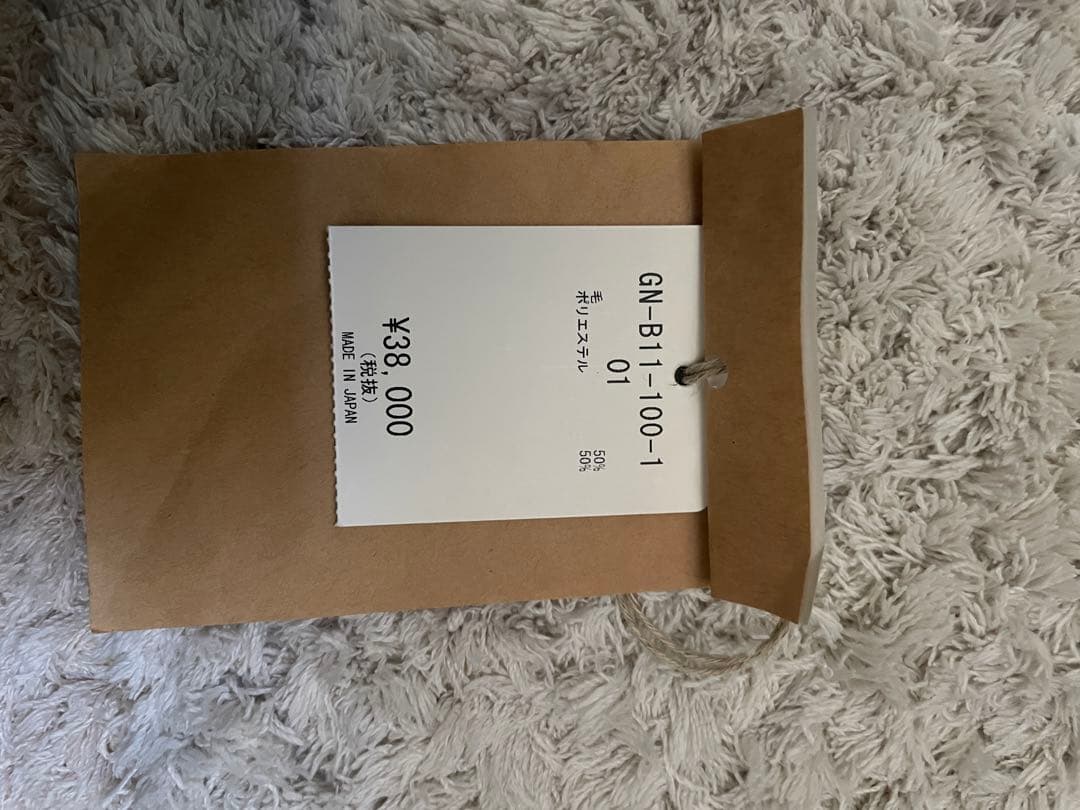 GN-B11-100-1
01
毛 50%
ポリエステル 50%
¥38,000
(税抜)
MADE IN JAPAN